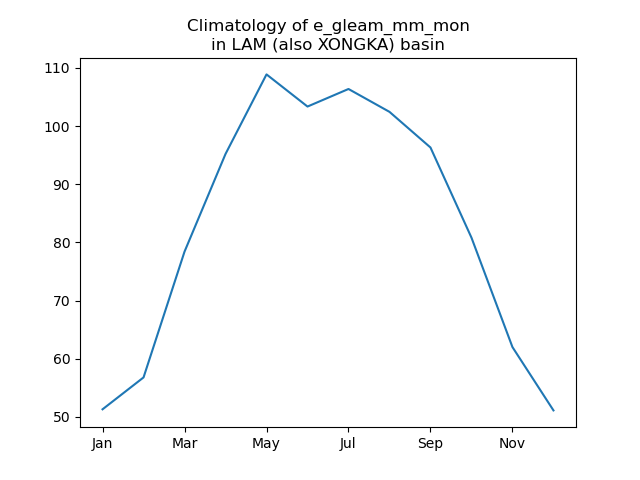 Climatology of e_gleam_mm_mon
in LAM (also XONGKA) basin
110
100
90
80
70
60
50
Jan Mar May Jul Sep Nov